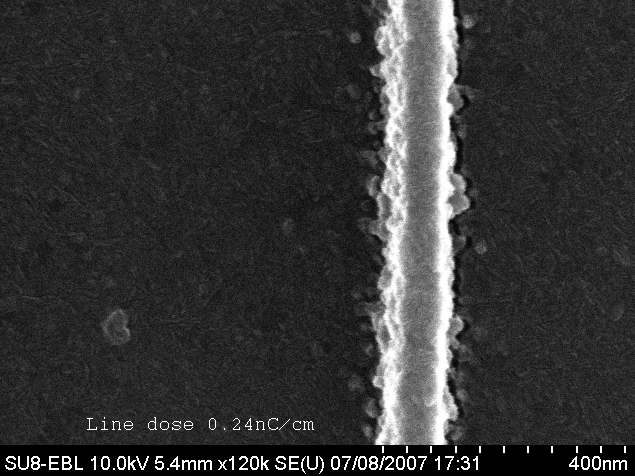 Line dose 0.24nC/cm
SU8-EBL 10.0kV 5.4mm x120k SE(U) 07/08/2007 17:31 400nm